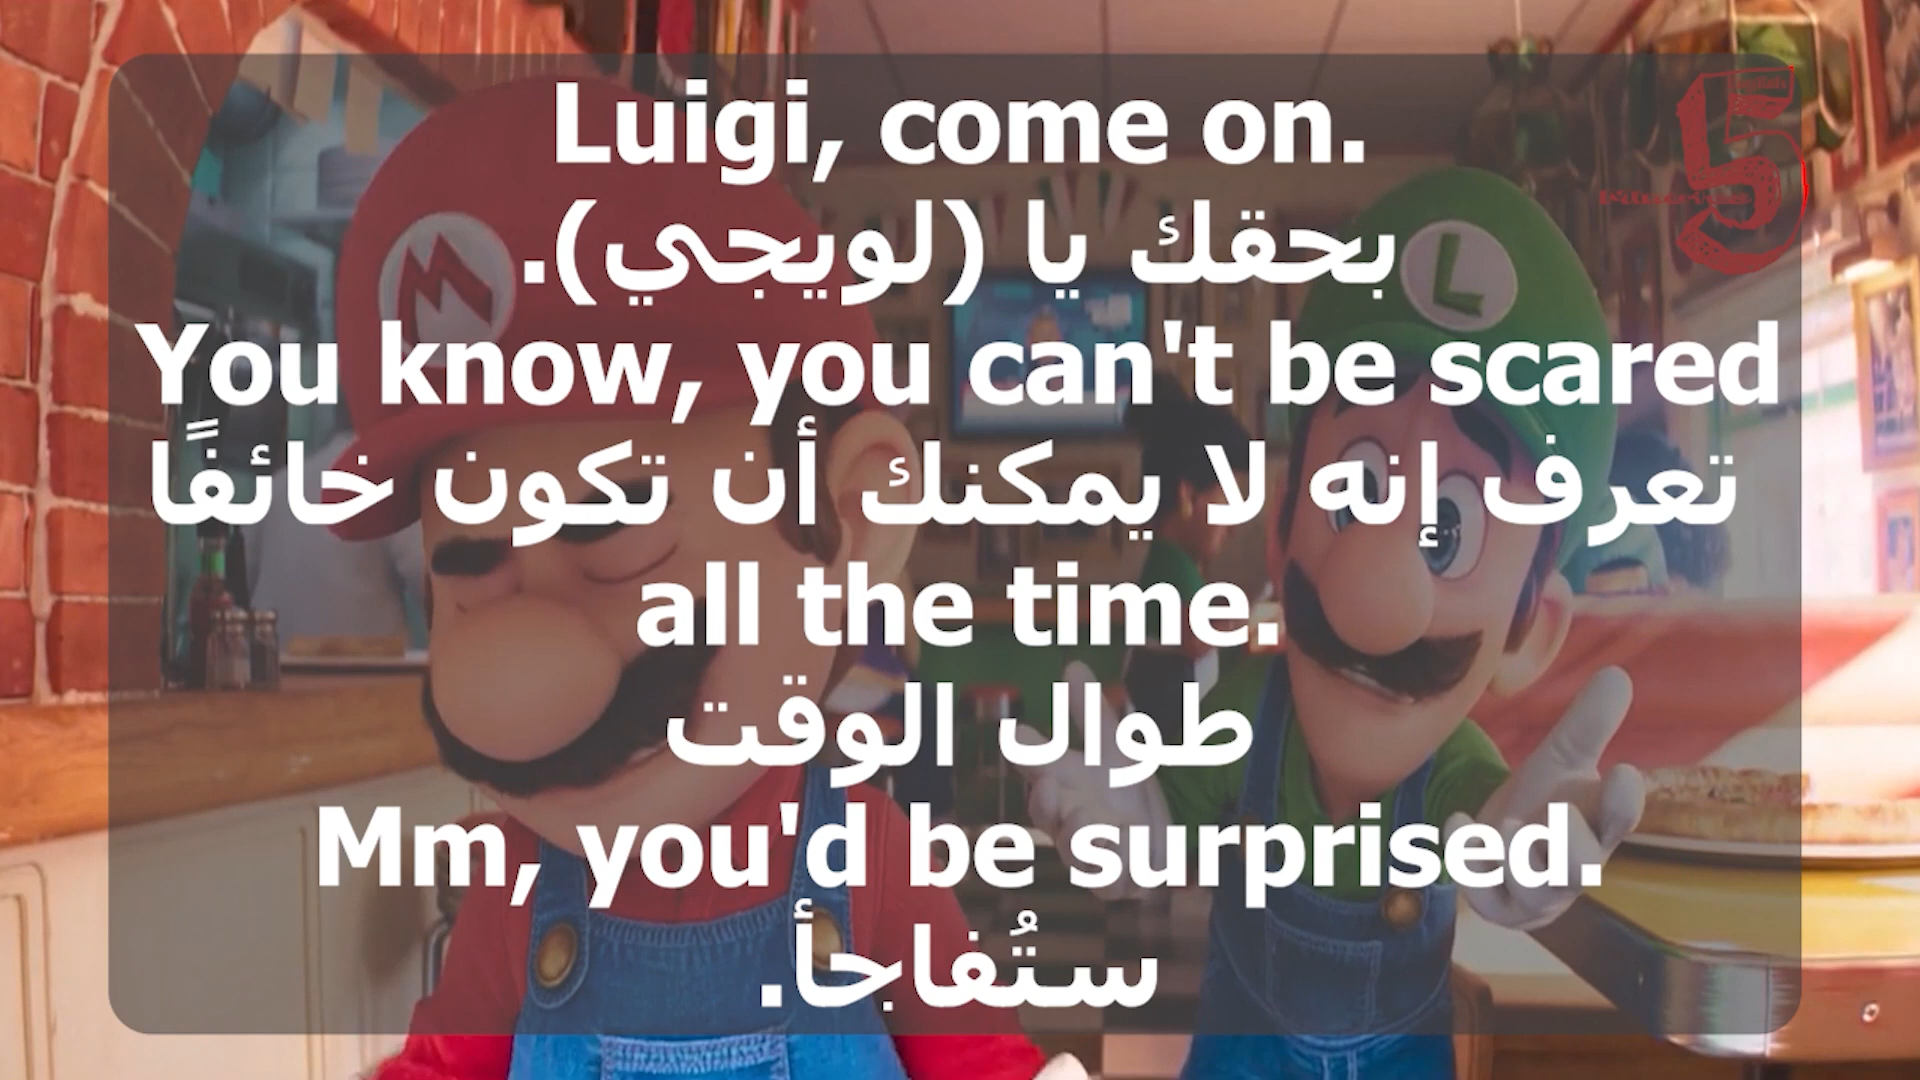 Luigi, come on.
بحقك يا (لويجي).
You know, you can't be scared
تعرف إنه لا يمكنك أن تكون خائفًا
all the time.
طوال الوقت
Mm, you'd be surprised.
ستُفاجأ.
M
L
5